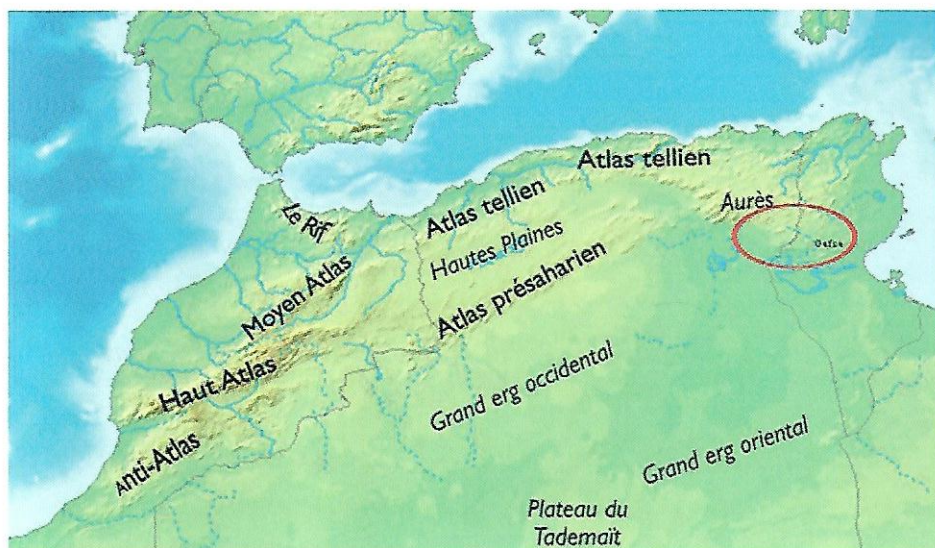 Atlas tellien
Aurès
Le Rif
Atlas tellien
Hautes Plaines
Gafsa
Moyen Atlas
Atlas présaharien
Haut Atlas
Grand erg occidental
Anti-Atlas
Grand erg oriental
Plateau du
Tademaït